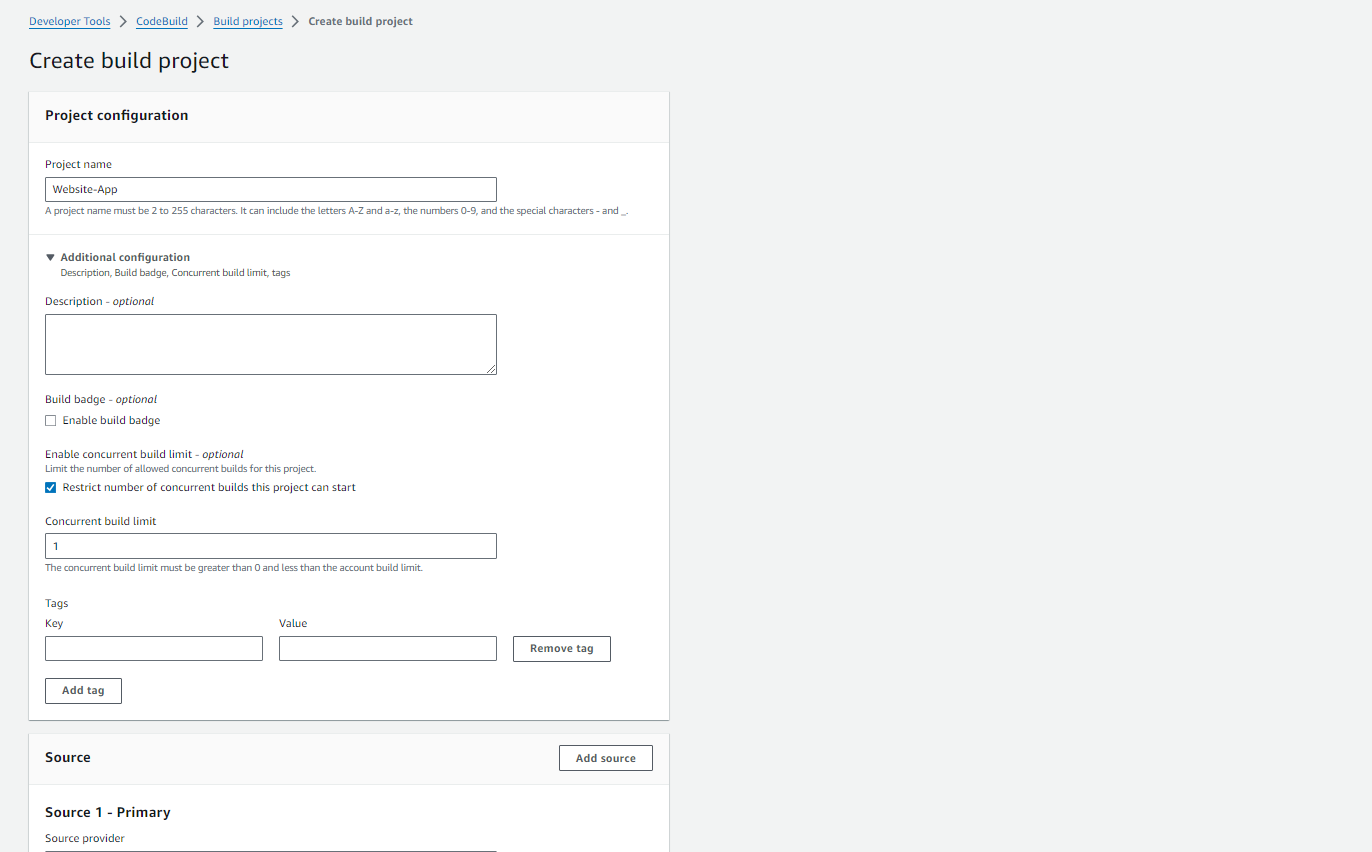 Developer Tools > CodeBuild > Build projects > Create build project
Create build project
Project configuration
Project name
Website-App
A project name must be 2 to 255 characters. It can include the letters A-Z and a-z, the numbers 0-9, and the special characters - and _.
Additional configuration
Description, Build badge, Concurrent build limit, tags
Description - optional
Build badge - optional
Enable build badge
Enable concurrent build limit - optional
Limit the number of allowed concurrent builds for this project.
Restrict number of concurrent builds this project can start
Concurrent build limit
1
The concurrent build limit must be greater than 0 and less than the account build limit.
Tags
Key Value
Remove tag
Add tag
Source Add source
Source 1 - Primary
Source provider